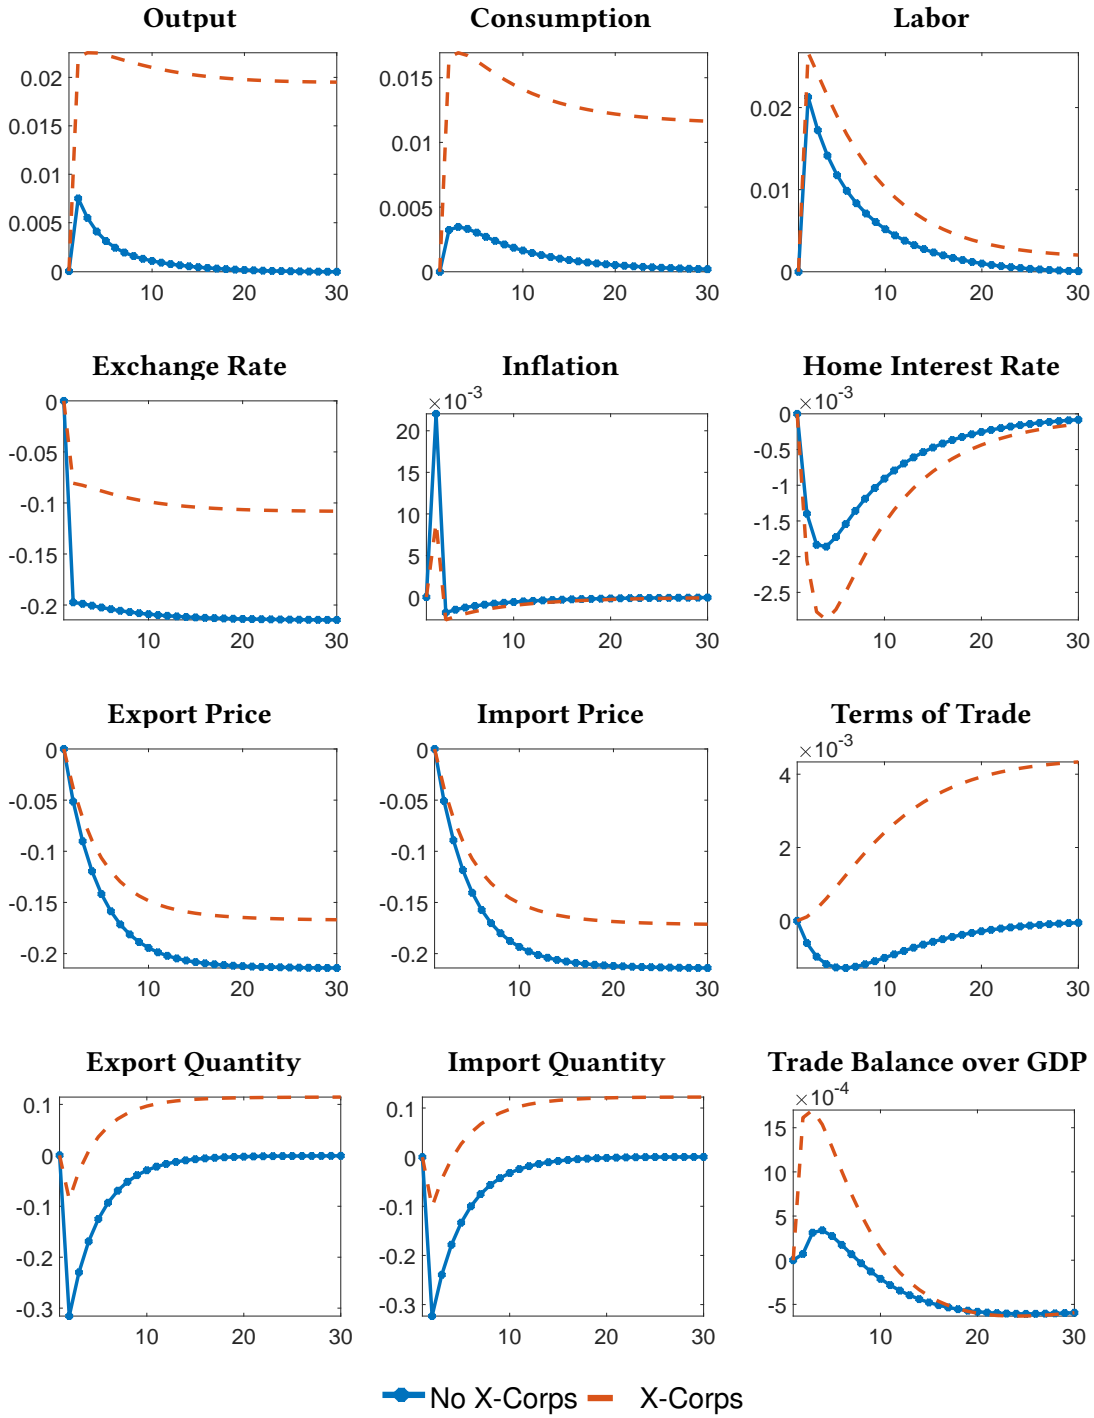 Output
0.02
0.015
0.01
0.005
0
10 20 30
Consumption
0.015
0.01
0.005
0
10 20 30
Labor
0.02
0.01
0
10 20 30
Exchange Rate
0
-0.05
-0.1
-0.15
-0.2
10 20 30
Inflation
×10⁻³
20
15
10
5
0
10 20 30
Home Interest Rate
×10⁻³
0
-0.5
-1
-1.5
-2
-2.5
10 20 30
Export Price
0
-0.05
-0.1
-0.15
-0.2
10 20 30
Import Price
0
-0.05
-0.1
-0.15
-0.2
10 20 30
Terms of Trade
×10⁻³
4
2
0
10 20 30
Export Quantity
0.1
0
-0.1
-0.2
-0.3
10 20 30
Import Quantity
0.1
0
-0.1
-0.2
-0.3
10 20 30
Trade Balance over GDP
×10⁻⁴
15
10
5
0
-5
10 20 30
No X-Corps X-Corps